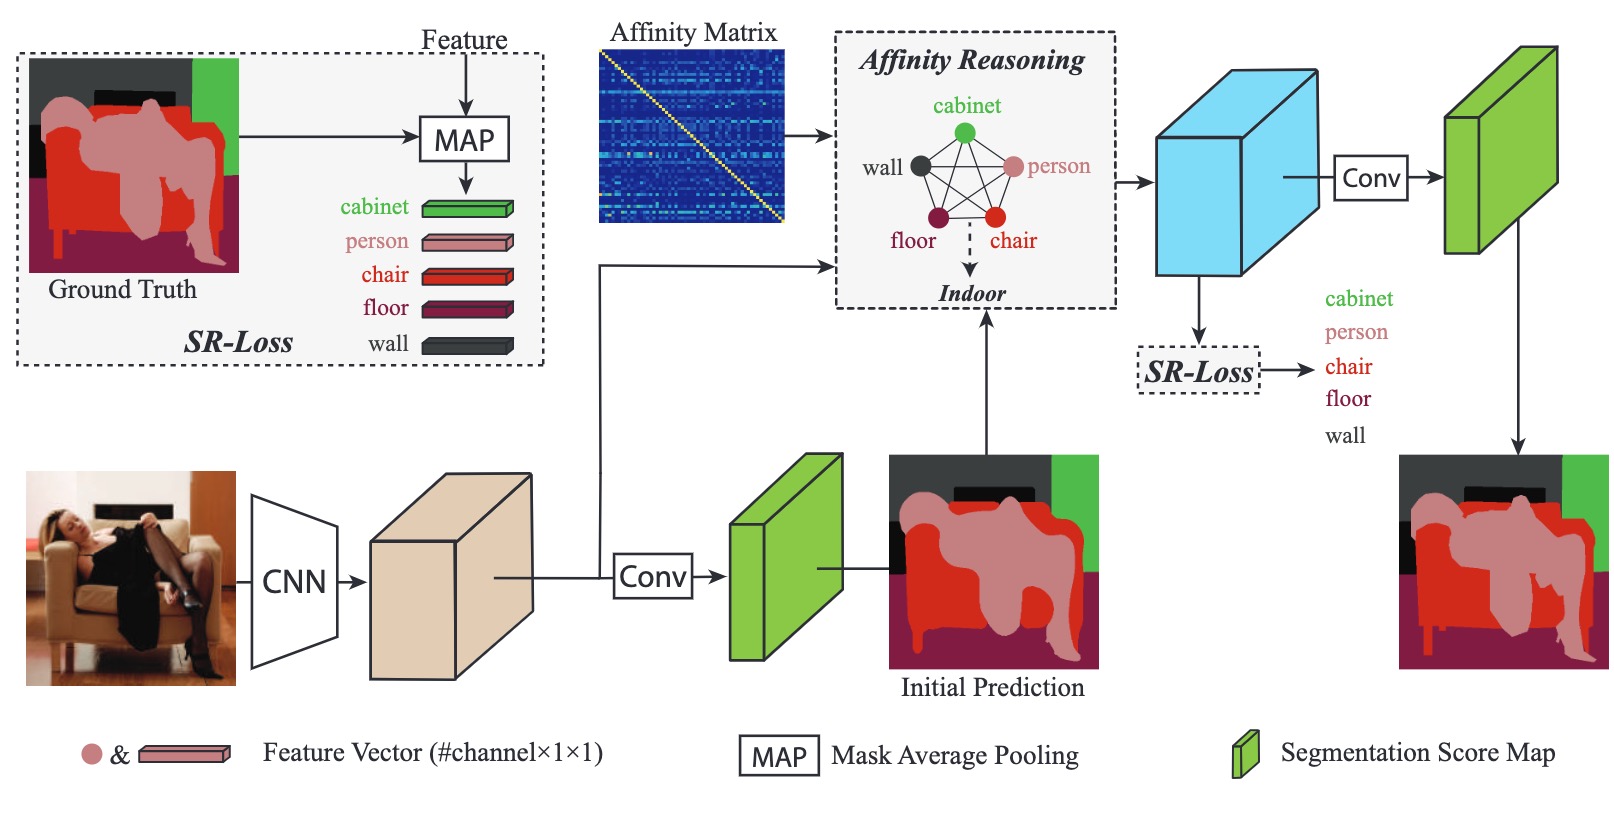 Feature
MAP
cabinet
person
chair
floor
wall
Ground Truth
SR-Loss
Affinity Matrix
Affinity Reasoning
cabinet
wall
person
floor
chair
Indoor
Conv
SR-Loss
cabinet
person
chair
floor
wall
CNN
Conv
Initial Prediction
& Feature Vector (#channel×1×1)
MAP Mask Average Pooling
Segmentation Score Map